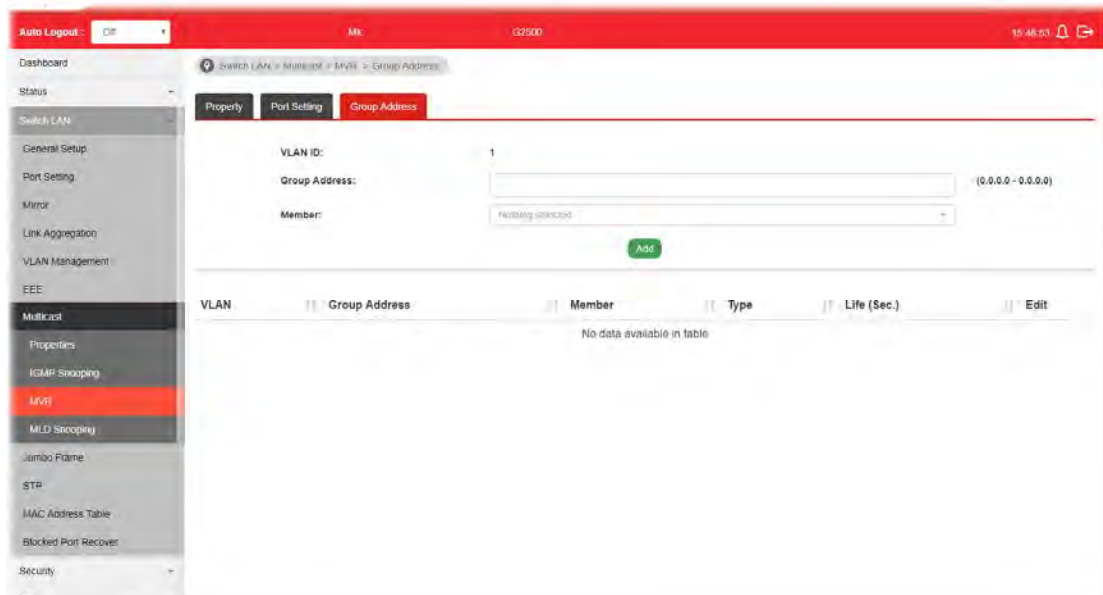 Auto Logout : Off Mk G2500 15:48:53
Dashboard
Switch LAN > Multicast > MVR > Group Address
Status
Property Port Setting Group Address
Switch LAN
General Setup
VLAN ID: 1
Port Setting
Group Address: (0.0.0.0 - 0.0.0.0)
Mirror
Member: Nothing selected
Link Aggregation
Add
VLAN Management
EEE
VLAN Group Address Member Type Life (Sec.) Edit
Multicast
No data available in table
Properties
IGMP Snooping
MVR
MLD Snooping
Jumbo Frame
STP
MAC Address Table
Blocked Port Recover
Security